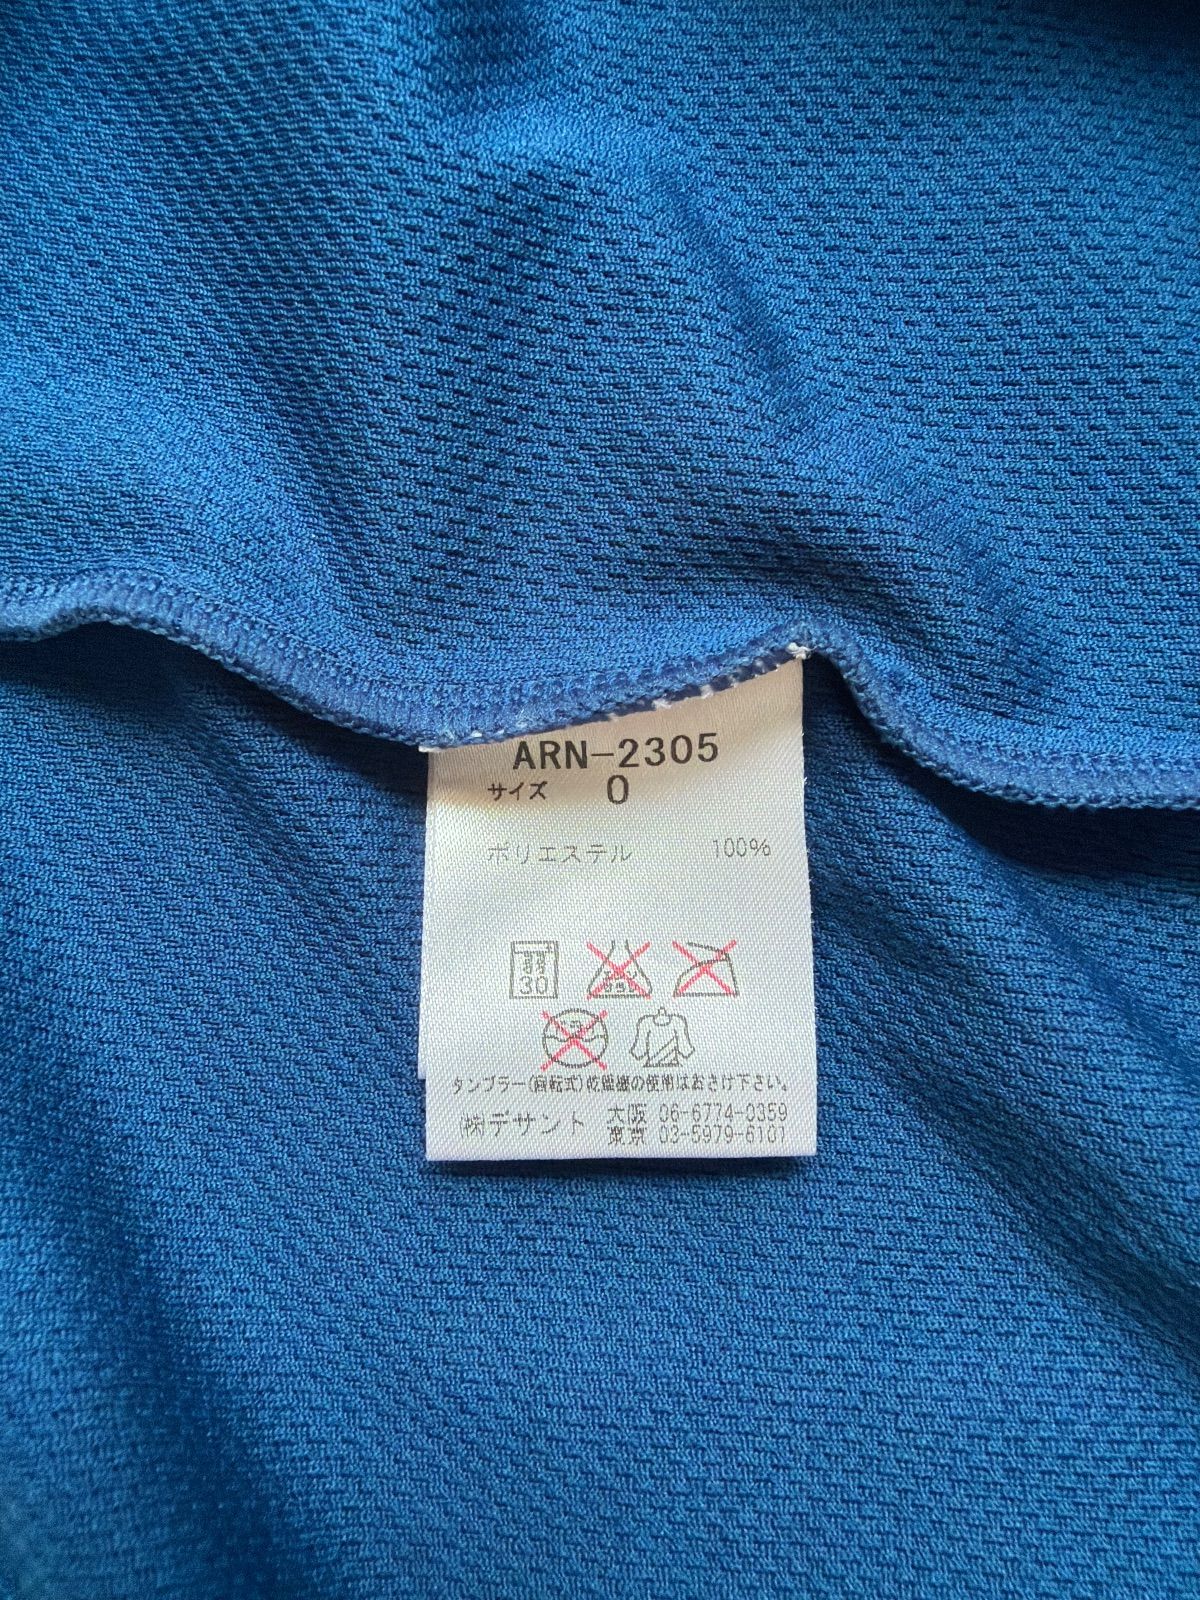 ARN-2305
サイズ 0
ポリエステル 100%
30
タンブラー(回転式)乾燥機の使用はおさけ下さい。
(株)デサント 大阪 06-6774-0359
東京 03-5979-6101